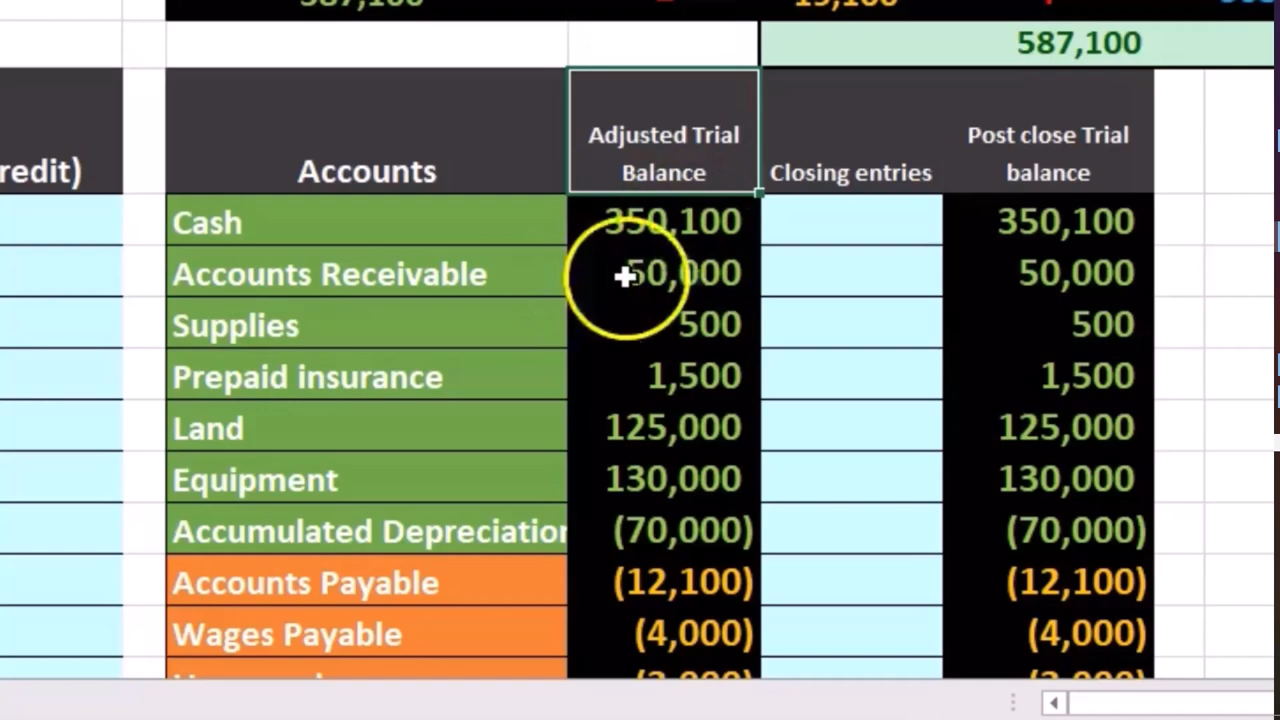 587,100
587,100
redit) Accounts Adjusted Trial Balance Closing entries Post close Trial balance
Cash 350,100 350,100
Accounts Receivable 50,000 50,000
Supplies 500 500
Prepaid insurance 1,500 1,500
Land 125,000 125,000
Equipment 130,000 130,000
Accumulated Depreciation (70,000) (70,000)
Accounts Payable (12,100) (12,100)
Wages Payable (4,000) (4,000)